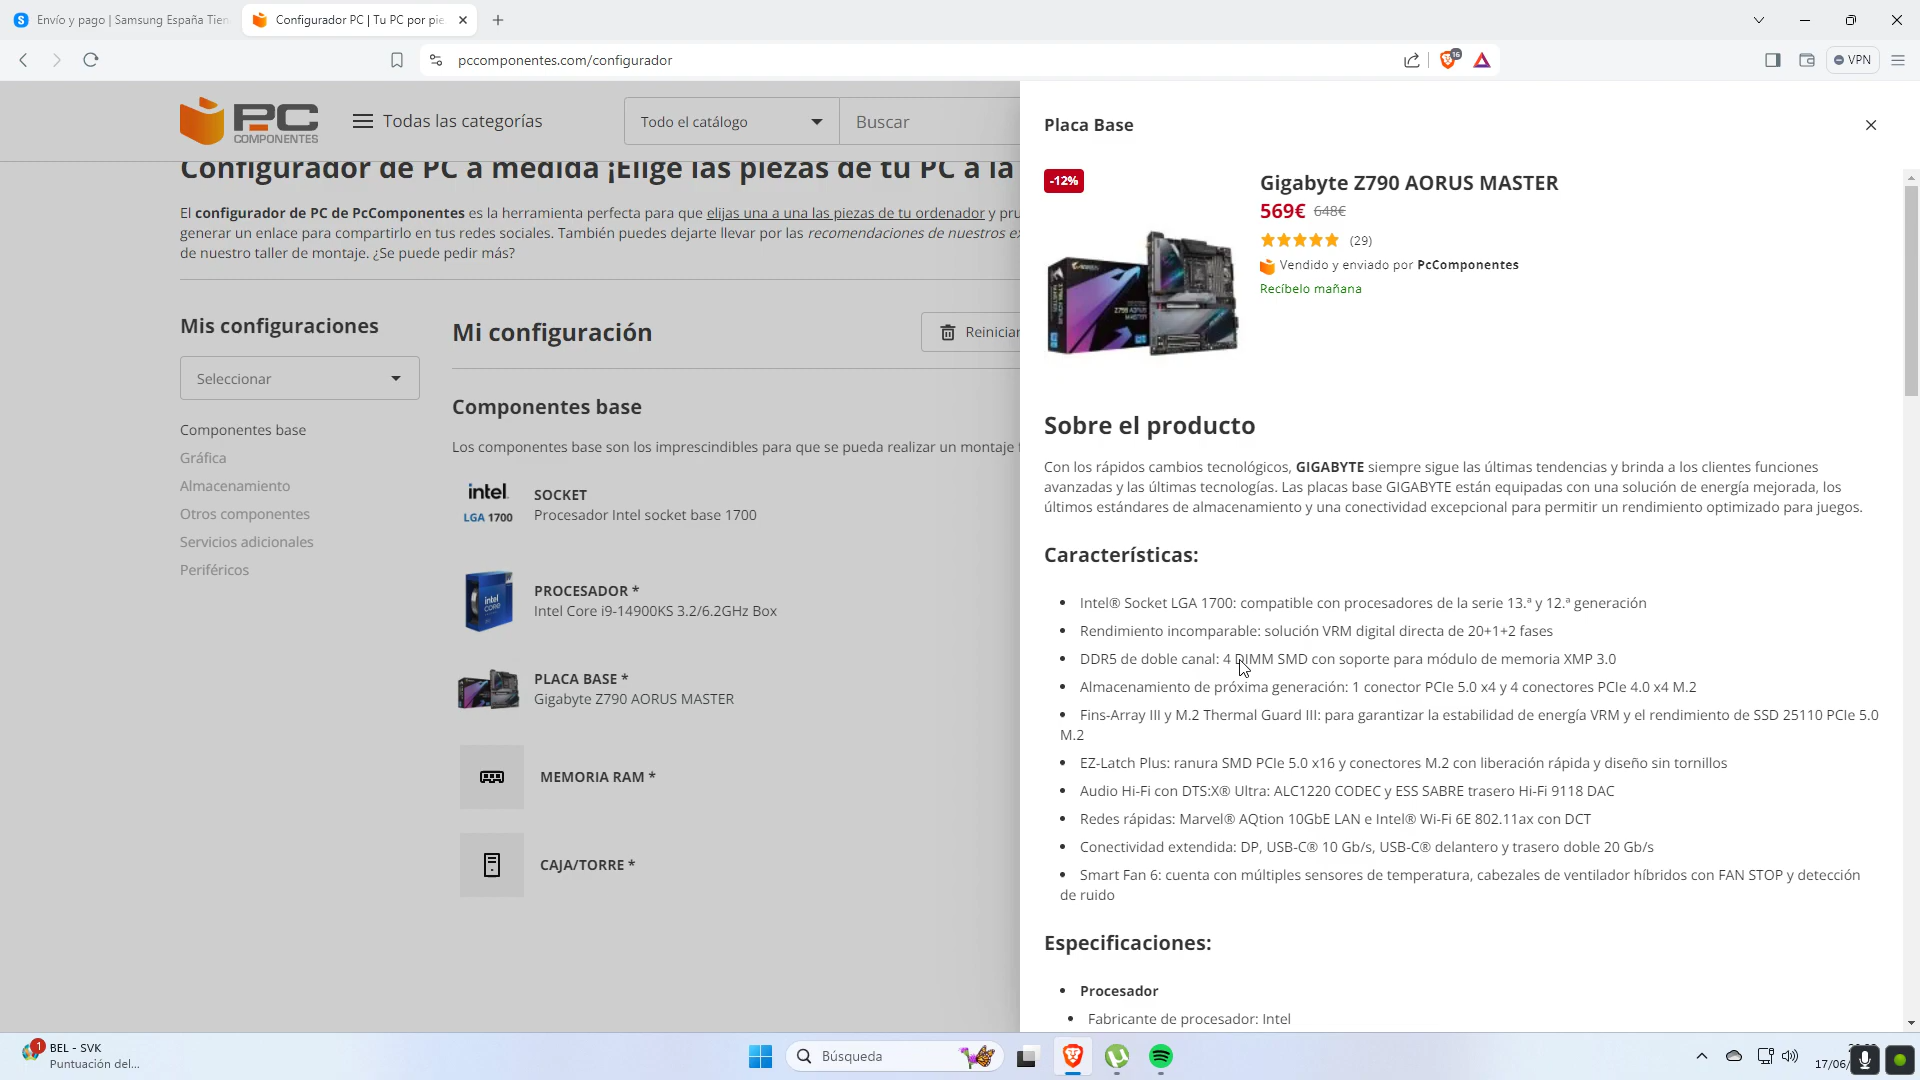 Envío y pago | Samsung España Tien
Configurador PC | Tu PC por pie
pccomponentes.com/configurador
16
VPN
PC
COMPONENTES
Todas las categorías
Todo el catálogo
Buscar
Configurador de PC a medida ¡Elige las piezas de tu PC a la
El configurador de PC de PcComponentes es la herramienta perfecta para que elijas una a una las piezas de tu ordenador y pru
generar un enlace para compartirlo en tus redes sociales. También puedes dejarte llevar por las recomendaciones de nuestros ex
de nuestro taller de montaje. ¿Se puede pedir más?
Mis configuraciones
Seleccionar
Componentes base
Gráfica
Almacenamiento
Otros componentes
Servicios adicionales
Periféricos
Mi configuración
Reiniciar
Componentes base
Los componentes base son los imprescindibles para que se pueda realizar un montaje
intel.
LGA 1700
SOCKET
Procesador Intel socket base 1700
intel
core
PROCESADOR *
Intel Core i9-14900KS 3.2/6.2GHz Box
PLACA BASE *
Gigabyte Z790 AORUS MASTER
MEMORIA RAM *
CAJA/TORRE *
Placa Base
-12%
Gigabyte Z790 AORUS MASTER
569€ 648€
(29)
Vendido y enviado por PcComponentes
Recíbelo mañana
Sobre el producto
Con los rápidos cambios tecnológicos, GIGABYTE siempre sigue las últimas tendencias y brinda a los clientes funciones
avanzadas y las últimas tecnologías. Las placas base GIGABYTE están equipadas con una solución de energía mejorada, los
últimos estándares de almacenamiento y una conectividad excepcional para permitir un rendimiento optimizado para juegos.
Características:
Intel® Socket LGA 1700: compatible con procesadores de la serie 13.ª y 12.ª generación
Rendimiento incomparable: solución VRM digital directa de 20+1+2 fases
DDR5 de doble canal: 4 DIMM SMD con soporte para módulo de memoria XMP 3.0
Almacenamiento de próxima generación: 1 conector PCIe 5.0 x4 y 4 conectores PCIe 4.0 x4 M.2
Fins-Array III y M.2 Thermal Guard III: para garantizar la estabilidad de energía VRM y el rendimiento de SSD 25110 PCIe 5.0
M.2
EZ-Latch Plus: ranura SMD PCIe 5.0 x16 y conectores M.2 con liberación rápida y diseño sin tornillos
Audio Hi-Fi con DTS:X® Ultra: ALC1220 CODEC y ESS SABRE trasero Hi-Fi 9118 DAC
Redes rápidas: Marvel® AQtion 10GbE LAN e Intel® Wi-Fi 6E 802.11ax con DCT
Conectividad extendida: DP, USB-C® 10 Gb/s, USB-C® delantero y trasero doble 20 Gb/s
Smart Fan 6: cuenta con múltiples sensores de temperatura, cabezales de ventilador híbridos con FAN STOP y detección
de ruido
Especificaciones:
Procesador
Fabricante de procesador: Intel
1
BEL - SVK
Puntuación del...
Búsqueda
17/06/